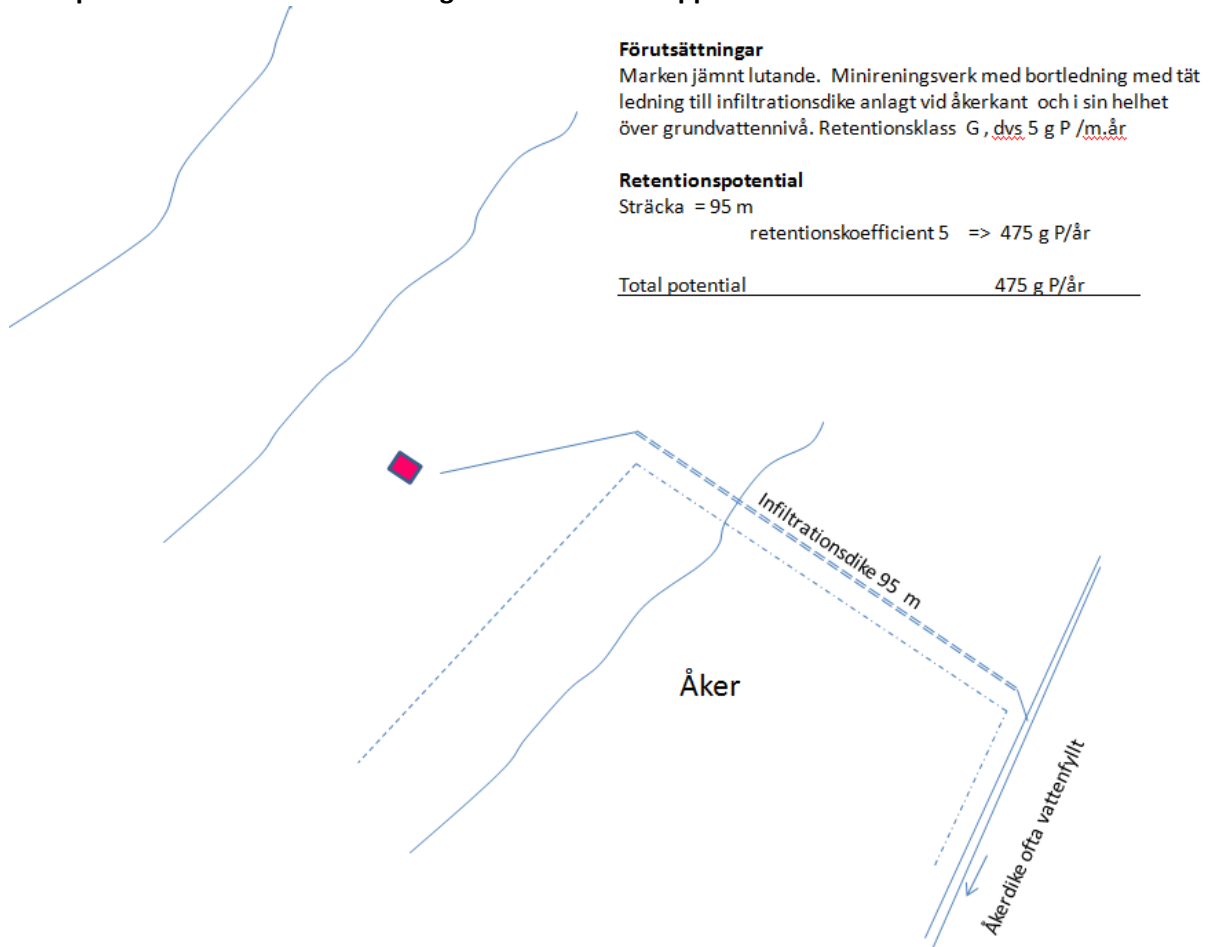 Förutsättningar
Marken jämnt lutande. Minireningsverk med bortledning med tät
ledning till infiltrationsdike anlagt vid åkerkant och i sin helhet
över grundvattennivå. Retentionsklass G , dvs 5 g P /m.år
Retentionspotential
Sträcka = 95 m
retentionskoefficient 5 => 475 g P/år
Total potential 475 g P/år
Infiltrationsdike 95 m
Åker
Åkerdike ofta vattenfyllt